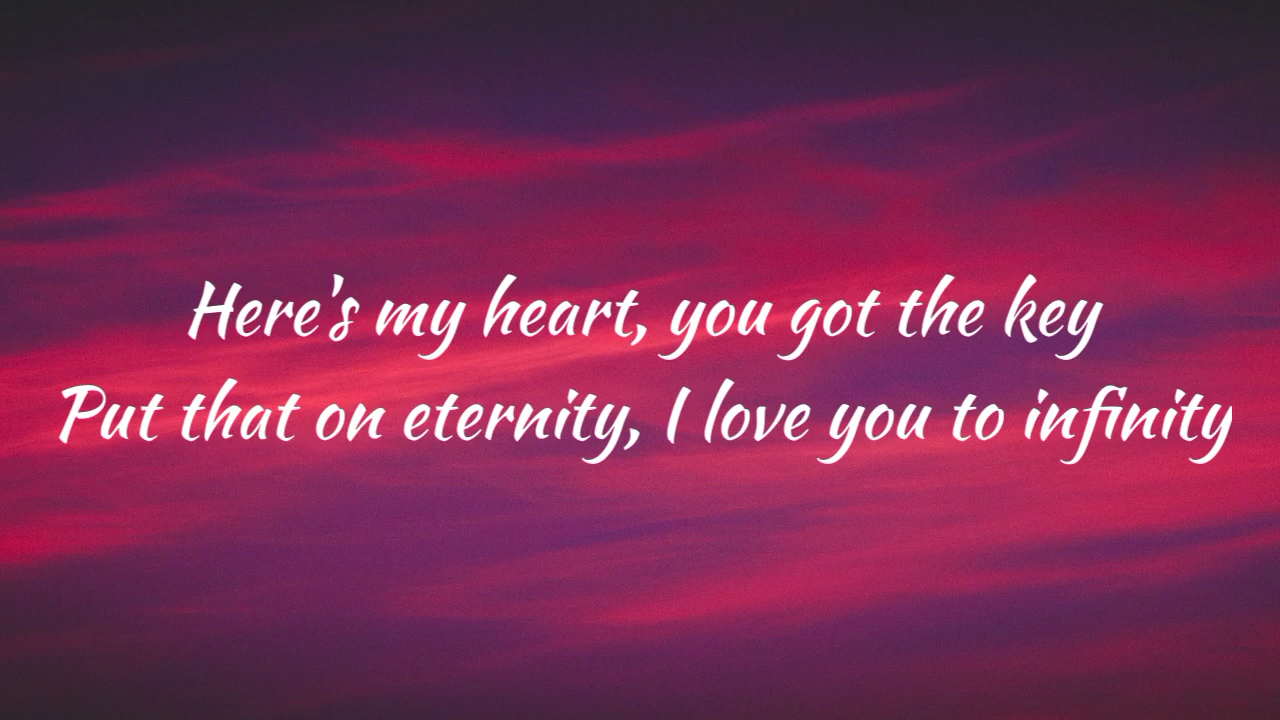 Here's my heart, you got the key
Put that on eternity, I love you to infinity